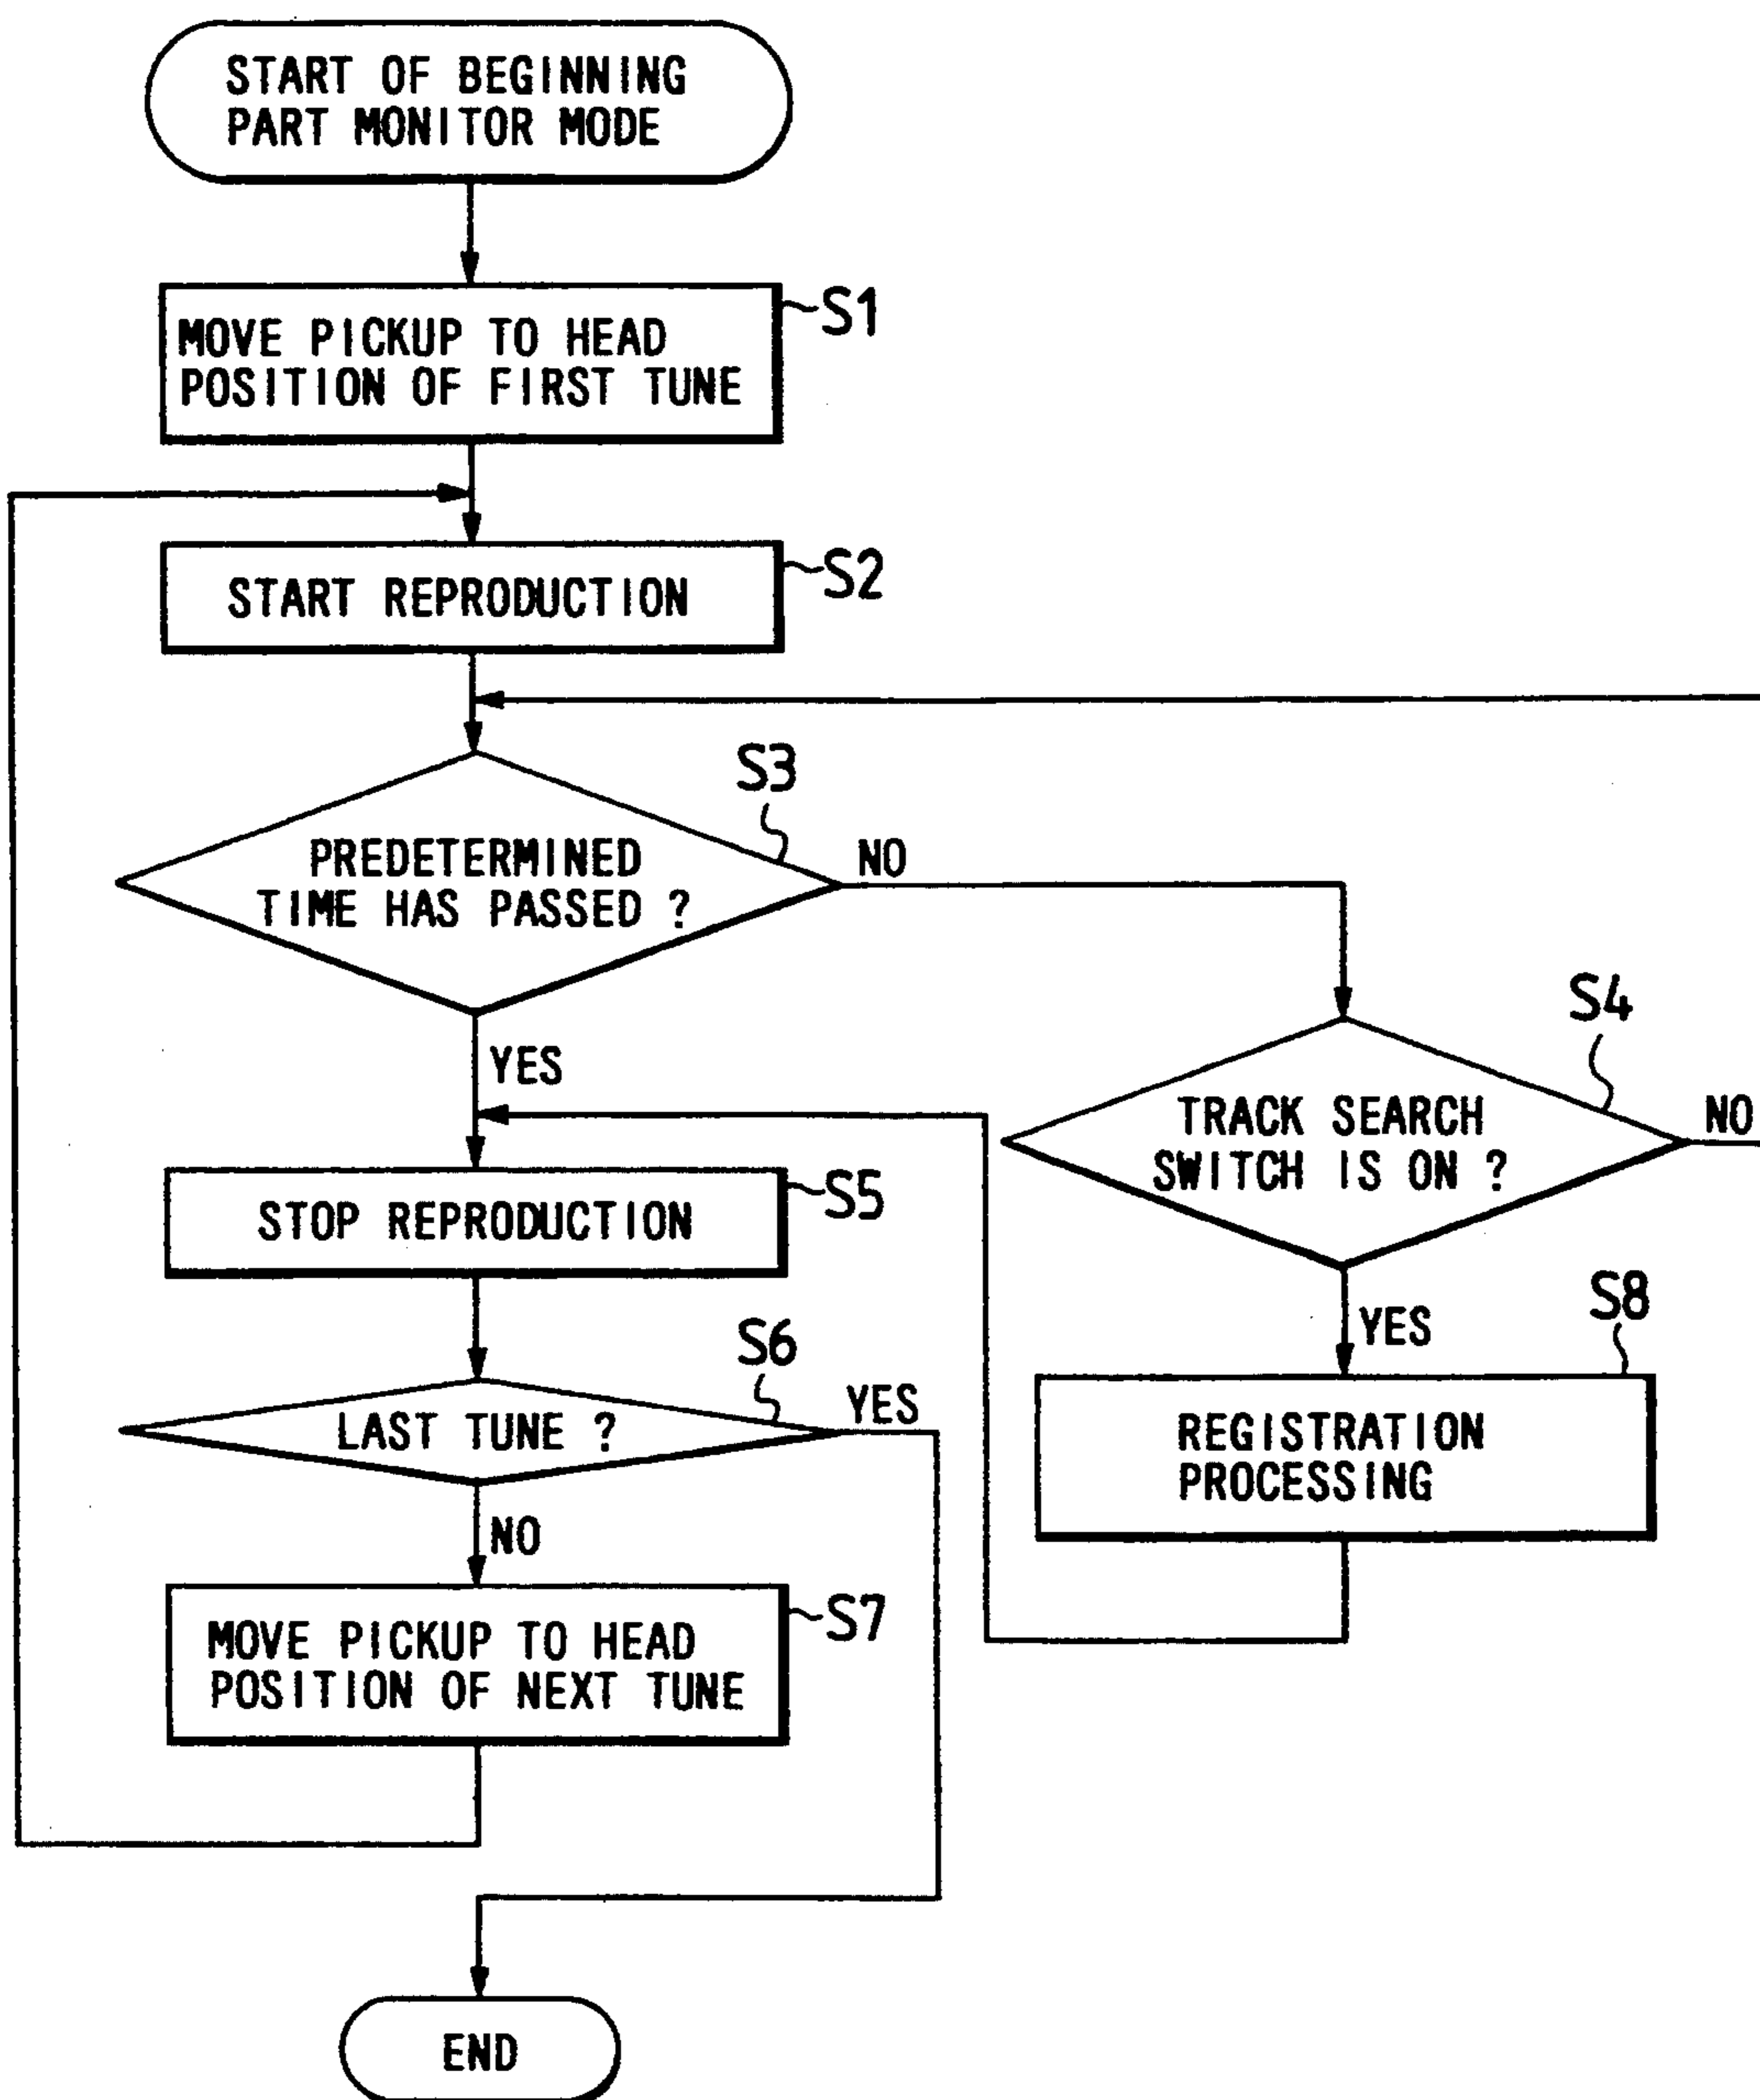 START OF BEGINNING
PART MONITOR MODE
MOVE PICKUP TO HEAD
POSITION OF FIRST TUNE
S1
START REPRODUCTION
S2
S3
PREDETERMINED
TIME HAS PASSED ?
NO
YES
S4
TRACK SEARCH
SWITCH IS ON ?
NO
YES
STOP REPRODUCTION
S5
S8
REGISTRATION
PROCESSING
S6
LAST TUNE ?
YES
NO
MOVE PICKUP TO HEAD
POSITION OF NEXT TUNE
S7
END